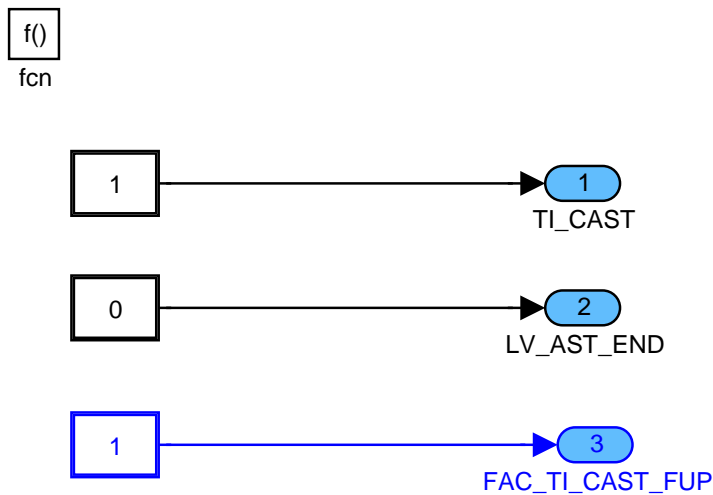 f()
fcn
1
1
TI_CAST
0
2
LV_AST_END
1
3
FAC_TI_CAST_FUP